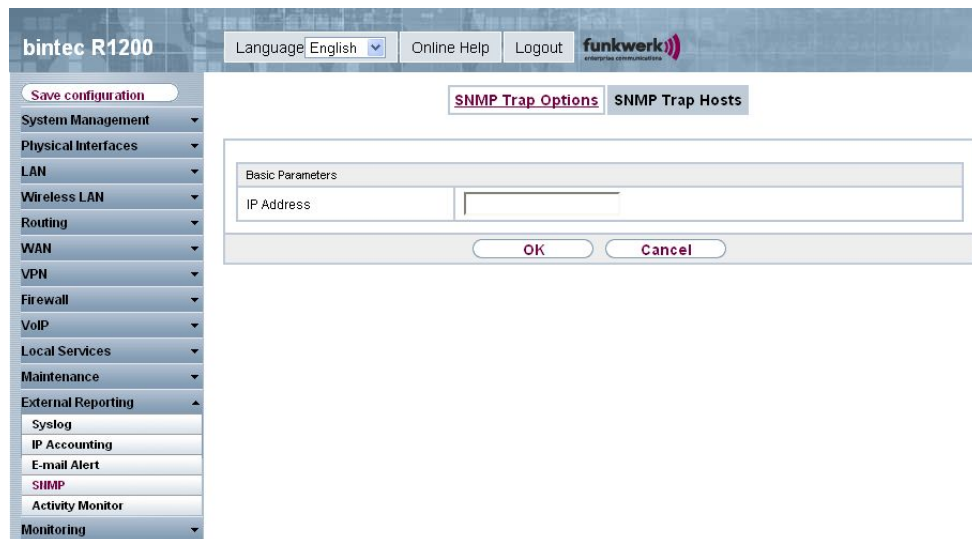 bintec R1200
Language English Online Help Logout funkwerk
enterprise communications
Save configuration
System Management
Physical Interfaces
LAN
Wireless LAN
Routing
WAN
VPN
Firewall
VoIP
Local Services
Maintenance
External Reporting
Syslog
IP Accounting
E-mail Alert
SNMP
Activity Monitor
Monitoring
SNMP Trap Options SNMP Trap Hosts
Basic Parameters
IP Address
OK Cancel